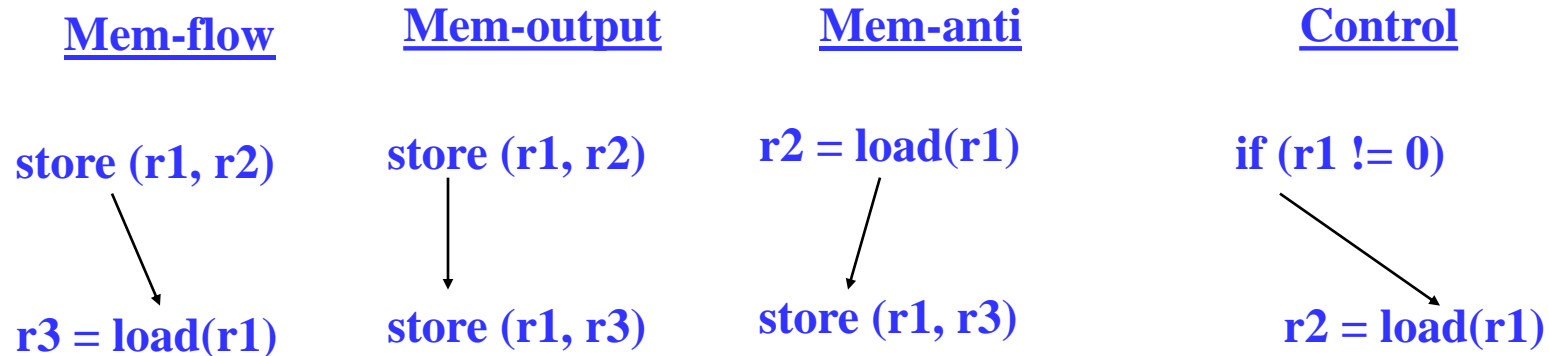 Mem-flow
store (r1, r2)
r3 = load(r1)
Mem-output
store (r1, r2)
store (r1, r3)
Mem-anti
r2 = load(r1)
store (r1, r3)
Control
if (r1 != 0)
r2 = load(r1)